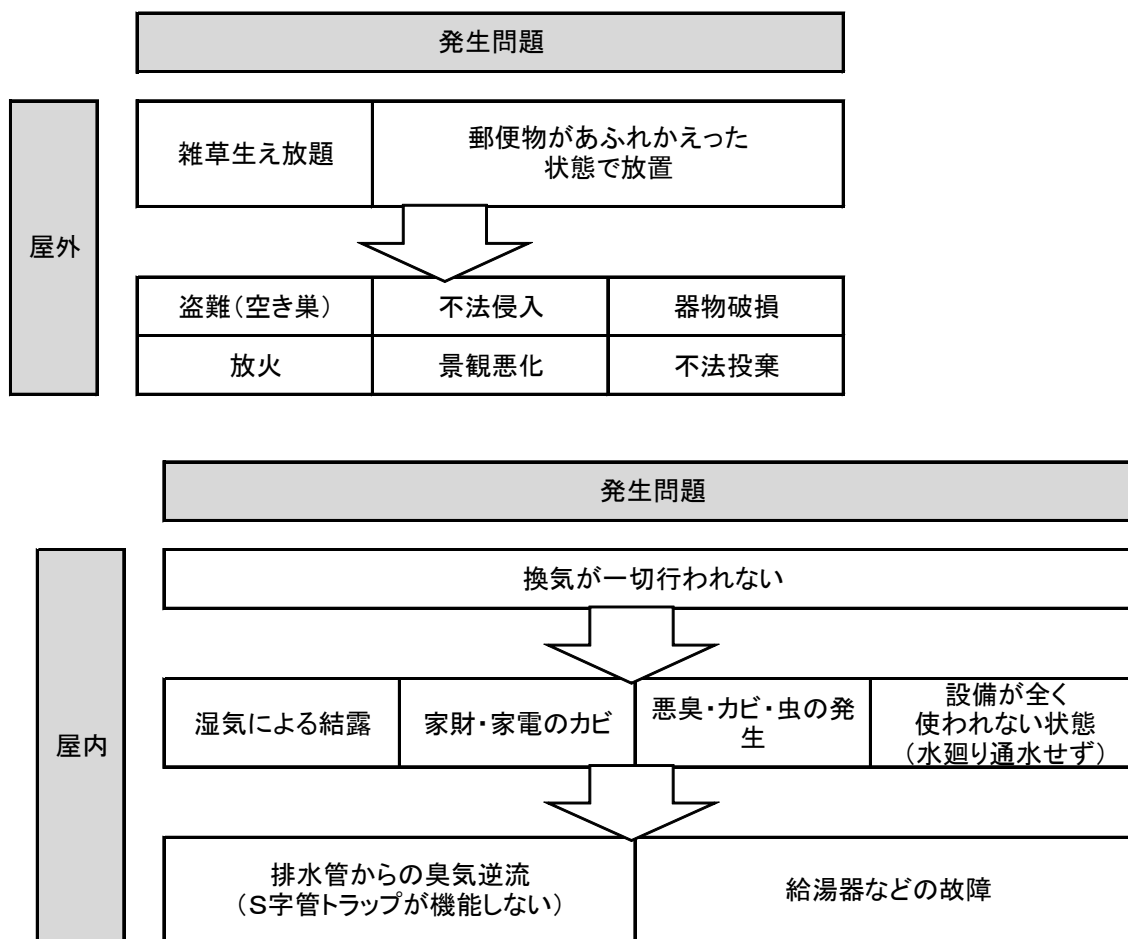 発生問題
屋外
雑草生え放題
郵便物があふれかえった
状態で放置
盗難(空き巣)
不法侵入
器物破損
放火
景観悪化
不法投棄
発生問題
屋内
換気が一切行われない
湿気による結露
家財・家電のカビ
悪臭・カビ・虫の発
生
設備が全く
使われない状態
(水廻り通水せず)
排水管からの臭気逆流
(S字管トラップが機能しない)
給湯器などの故障